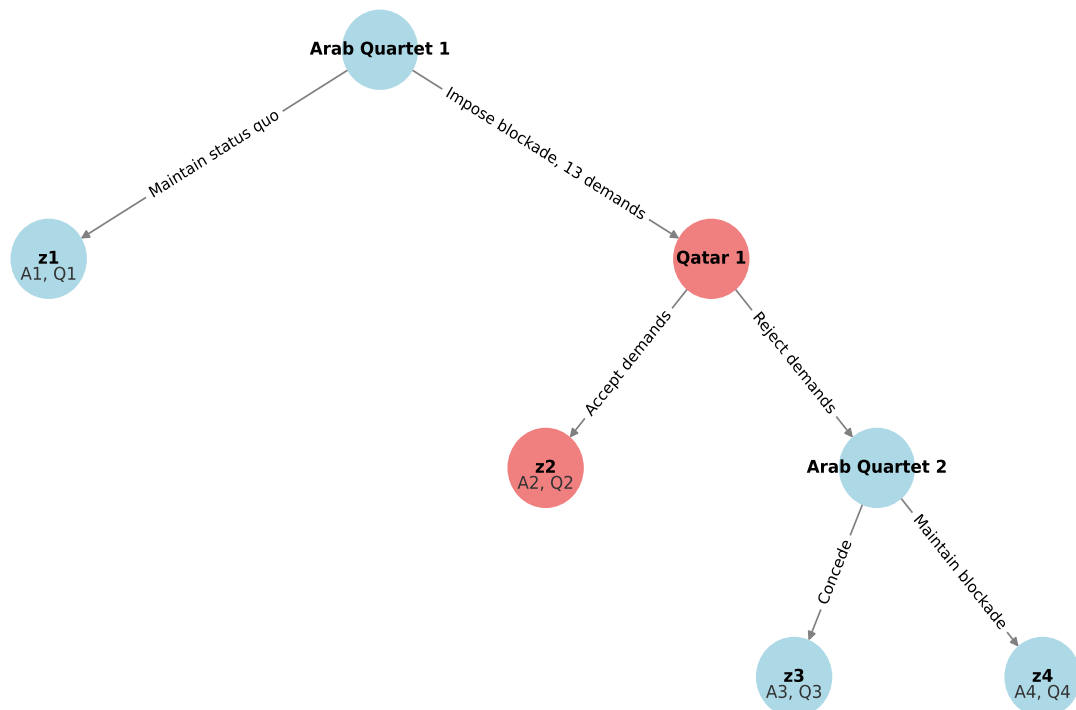 Arab Quartet 1
Maintain status quo
Impose blockade, 13 demands
z1
A1, Q1
Qatar 1
Accept demands
Reject demands
z2
A2, Q2
Arab Quartet 2
Concede
Maintain blockade
z3
A3, Q3
z4
A4, Q4